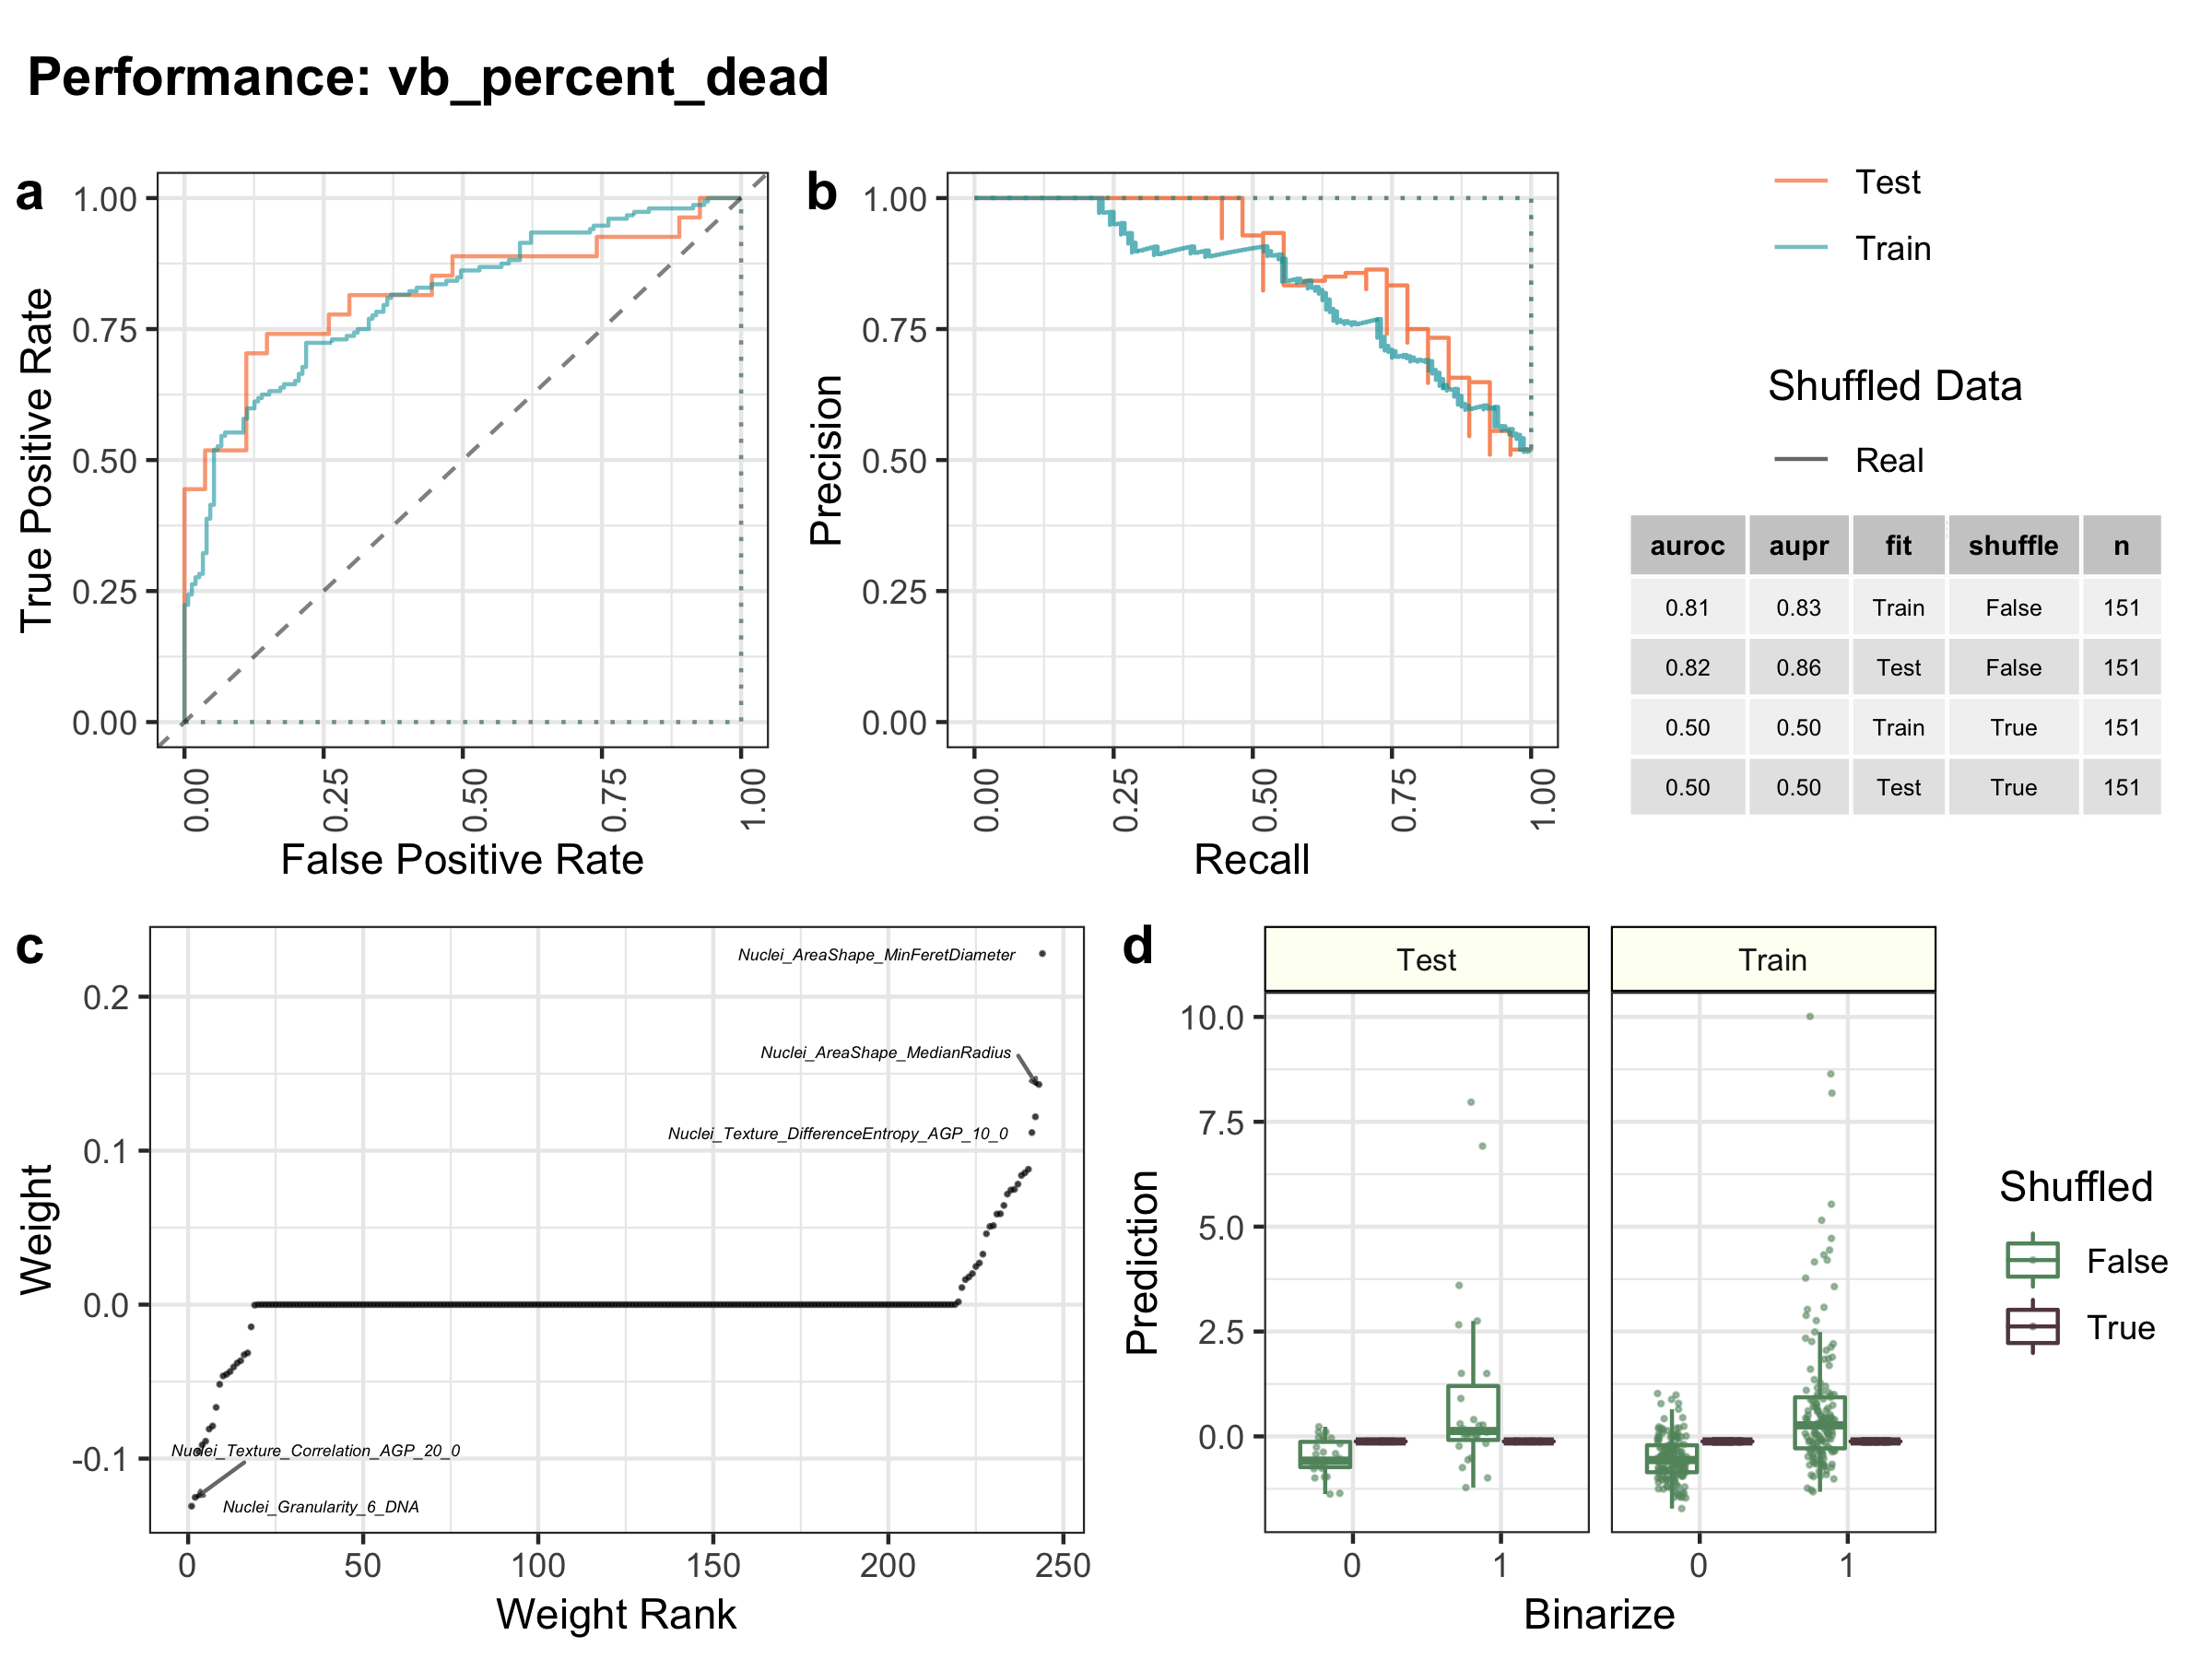 Performance: vb_percent_dead
a
1.00
0.75
0.50
0.25
0.00
True Positive Rate
0.00
0.25
0.50
0.75
1.00
False Positive Rate
b
1.00
0.75
0.50
0.25
0.00
Precision
0.00
0.25
0.50
0.75
1.00
Recall
Test
Train
Shuffled Data
Real
auroc aupr fit shuffle n
0.81 0.83 Train False 151
0.82 0.86 Test False 151
0.50 0.50 Train True 151
0.50 0.50 Test True 151
c
0.2
0.1
0.0
-0.1
Weight
Nuclei_AreaShape_MinFeretDiameter
Nuclei_AreaShape_MedianRadius
Nuclei_Texture_DifferenceEntropy_AGP_10_0
Nuclei_Texture_Correlation_AGP_20_0
Nuclei_Granularity_6_DNA
0 50 100 150 200 250
Weight Rank
d
Test Train
10.0
7.5
5.0
2.5
0.0
Prediction
0 1 0 1
Binarize
Shuffled
False
True